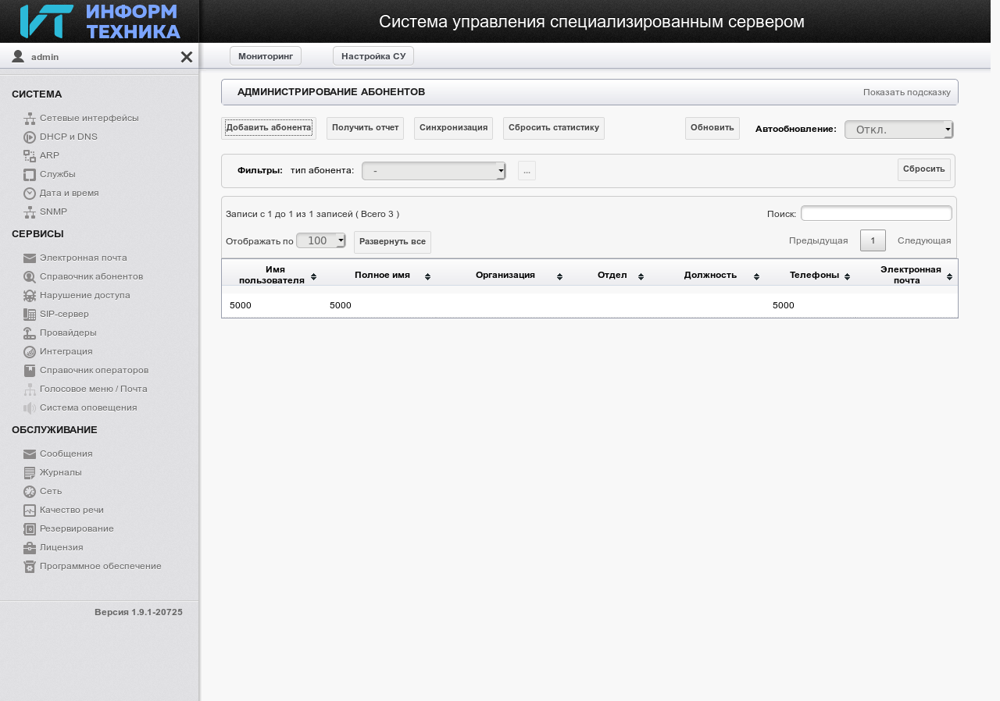 ИНФОРМ
ТЕХНИКА
Система управления специализированным сервером
admin
Мониторинг
Настройка СУ
СИСТЕМА
Сетевые интерфейсы
DHCP и DNS
ARP
Службы
Дата и время
SNMP
СЕРВИСЫ
Электронная почта
Справочник абонентов
Нарушение доступа
SIP-сервер
Провайдеры
Интеграция
Справочник операторов
Голосовое меню / Почта
Система оповещения
ОБСЛУЖИВАНИЕ
Сообщения
Журналы
Сеть
Качество речи
Резервирование
Лицензия
Программное обеспечение
Версия 1.9.1-20725
АДМИНИСТРИРОВАНИЕ АБОНЕНТОВ
Показать подсказку
Добавить абонента
Получить отчет
Синхронизация
Сбросить статистику
Обновить
Автообновление:
Откл.
Фильтры: тип абонента: - ...
Сбросить
Записи с 1 до 1 из 1 записей ( Всего 3 )
Поиск:
Отображать по 100
Развернуть все
Предыдущая 1 Следующая
Имя
пользователя
Полное имя
Организация
Отдел
Должность
Телефоны
Электронная
почта
5000 5000 5000